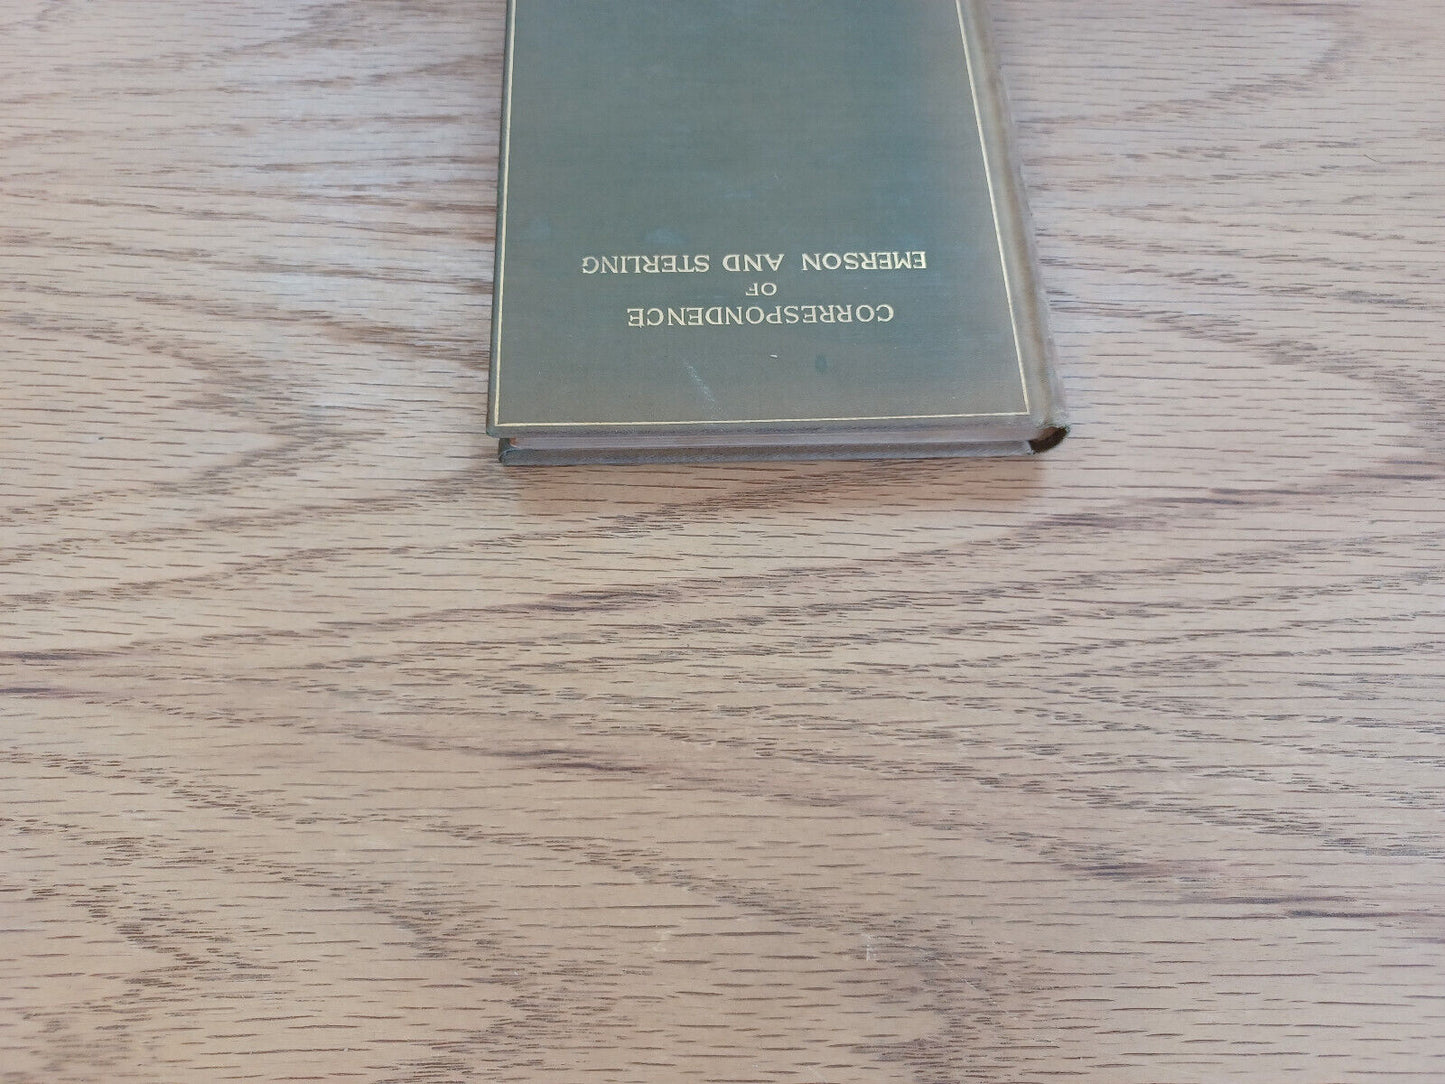 CORRESPONDENCE
OF
EMERSON AND STERLING